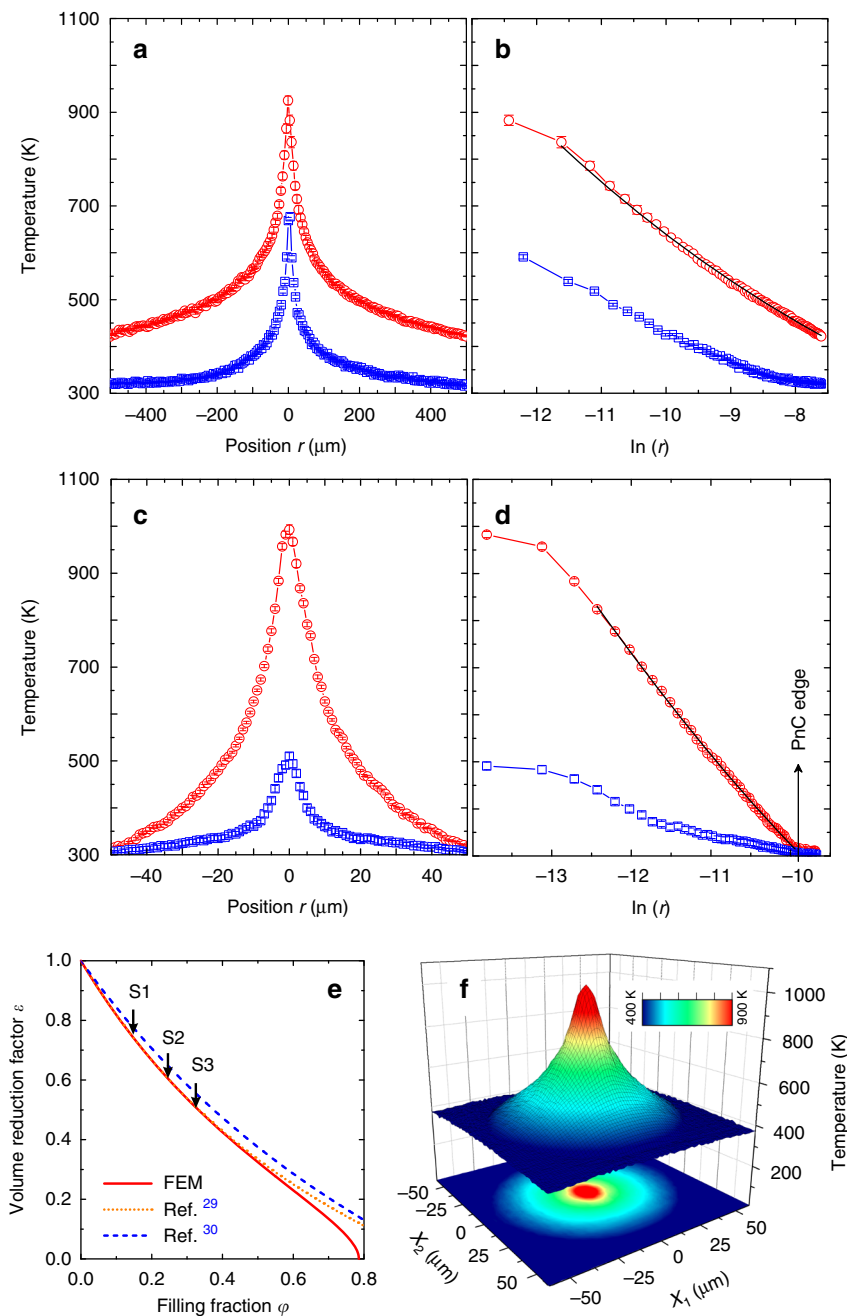 a
b
1100
900
700
500
300
Temperature (K)
−400 −200 0 200 400
Position r (μm)
−12 −11 −10 −9 −8
ln (r)
c
d
1100
900
700
500
300
Temperature (K)
PnC edge
−40 −20 0 20 40
Position r (μm)
−13 −12 −11 −10
ln (r)
e
1.0
0.8
0.6
0.4
0.2
0.0
Volume reduction factor ε
S1
S2
S3
FEM
Ref. 29
Ref. 30
0.0 0.2 0.4 0.6 0.8
Filling fraction φ
f
400 K
900 K
1000
800
600
400
200
Temperature (K)
−50
−25
0
25
50
X2 (μm)
−50
−25
0
25
50
X1 (μm)